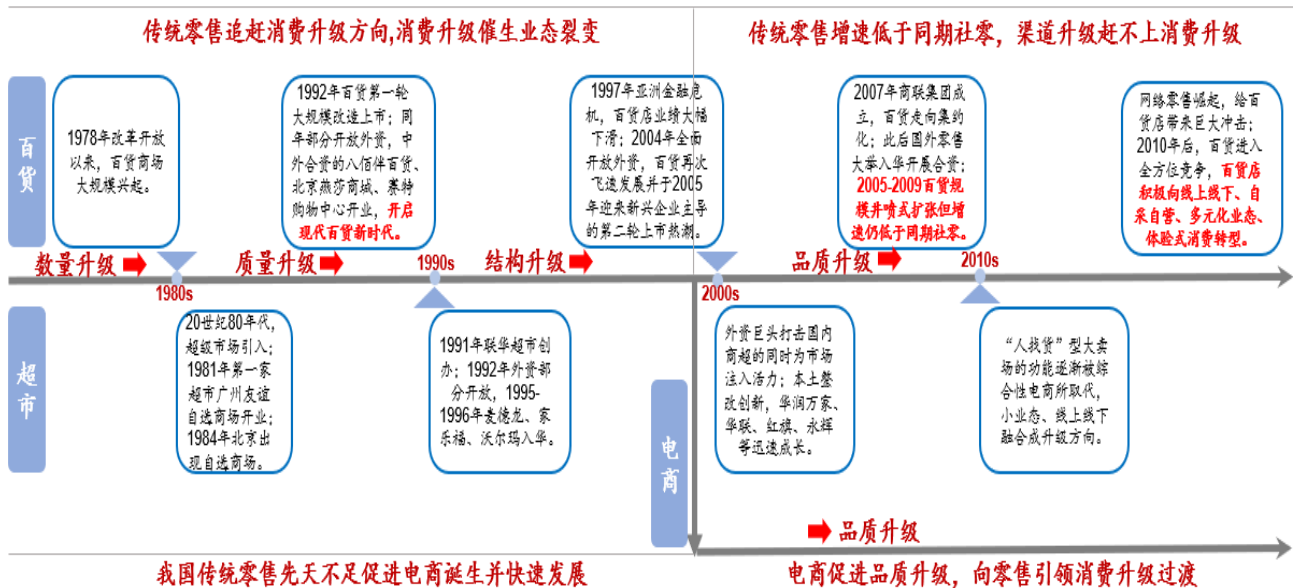 传统零售追赶消费升级方向,消费升级催生业态裂变
传统零售增速低于同期社零，渠道升级赶不上消费升级
百货
1978年改革开放
以来，百货商场
大规模兴起。
1992年百货第一轮
大规模改造上市；同
年部分开放外资，中
外合资的八佰伴百货、
北京燕莎商城、赛特
购物中心开业，开启
现代百货新时代。
1997年亚洲金融危
机，百货店业绩大幅
下滑；2004年全面
开放外资，百货再次
飞速发展并于2005
年迎来新兴企业主导
的第二轮上市热潮。
2007年商联集团成
立，百货走向集约
化；此后国外零售
大举入华开展合资；
2005-2009百货规
模井喷式扩张但增
速仍低于同期社零。
网络零售崛起，给百
货店带来巨大冲击；
2010年后，百货进入
全方位竞争，百货店
积极向线上线下、自
采自营、多元化业态、
体验式消费转型。
数量升级
质量升级
1990s
结构升级
品质升级
2010s
1980s
2000s
超市
20世纪80年代，
超级市场引入；
1981年第一家
超市广州友谊
自选商场开业；
1984年北京出
现自选商场。
1991年联华超市创
办；1992年外资部
分开放，1995-
1996年麦德龙、家
乐福、沃尔玛入华。
电商
外资巨头打击国内
商超的同时为市场
注入活力；本土整
改创新，华润万家、
华联、红旗、永辉
等迅速成长。
“人找货”型大卖
场的功能逐渐被综
合性电商所取代，
小业态、线上线下
融合成升级方向。
品质升级
我国传统零售先天不足促进电商诞生并快速发展
电商促进品质升级，向零售引领消费升级过渡